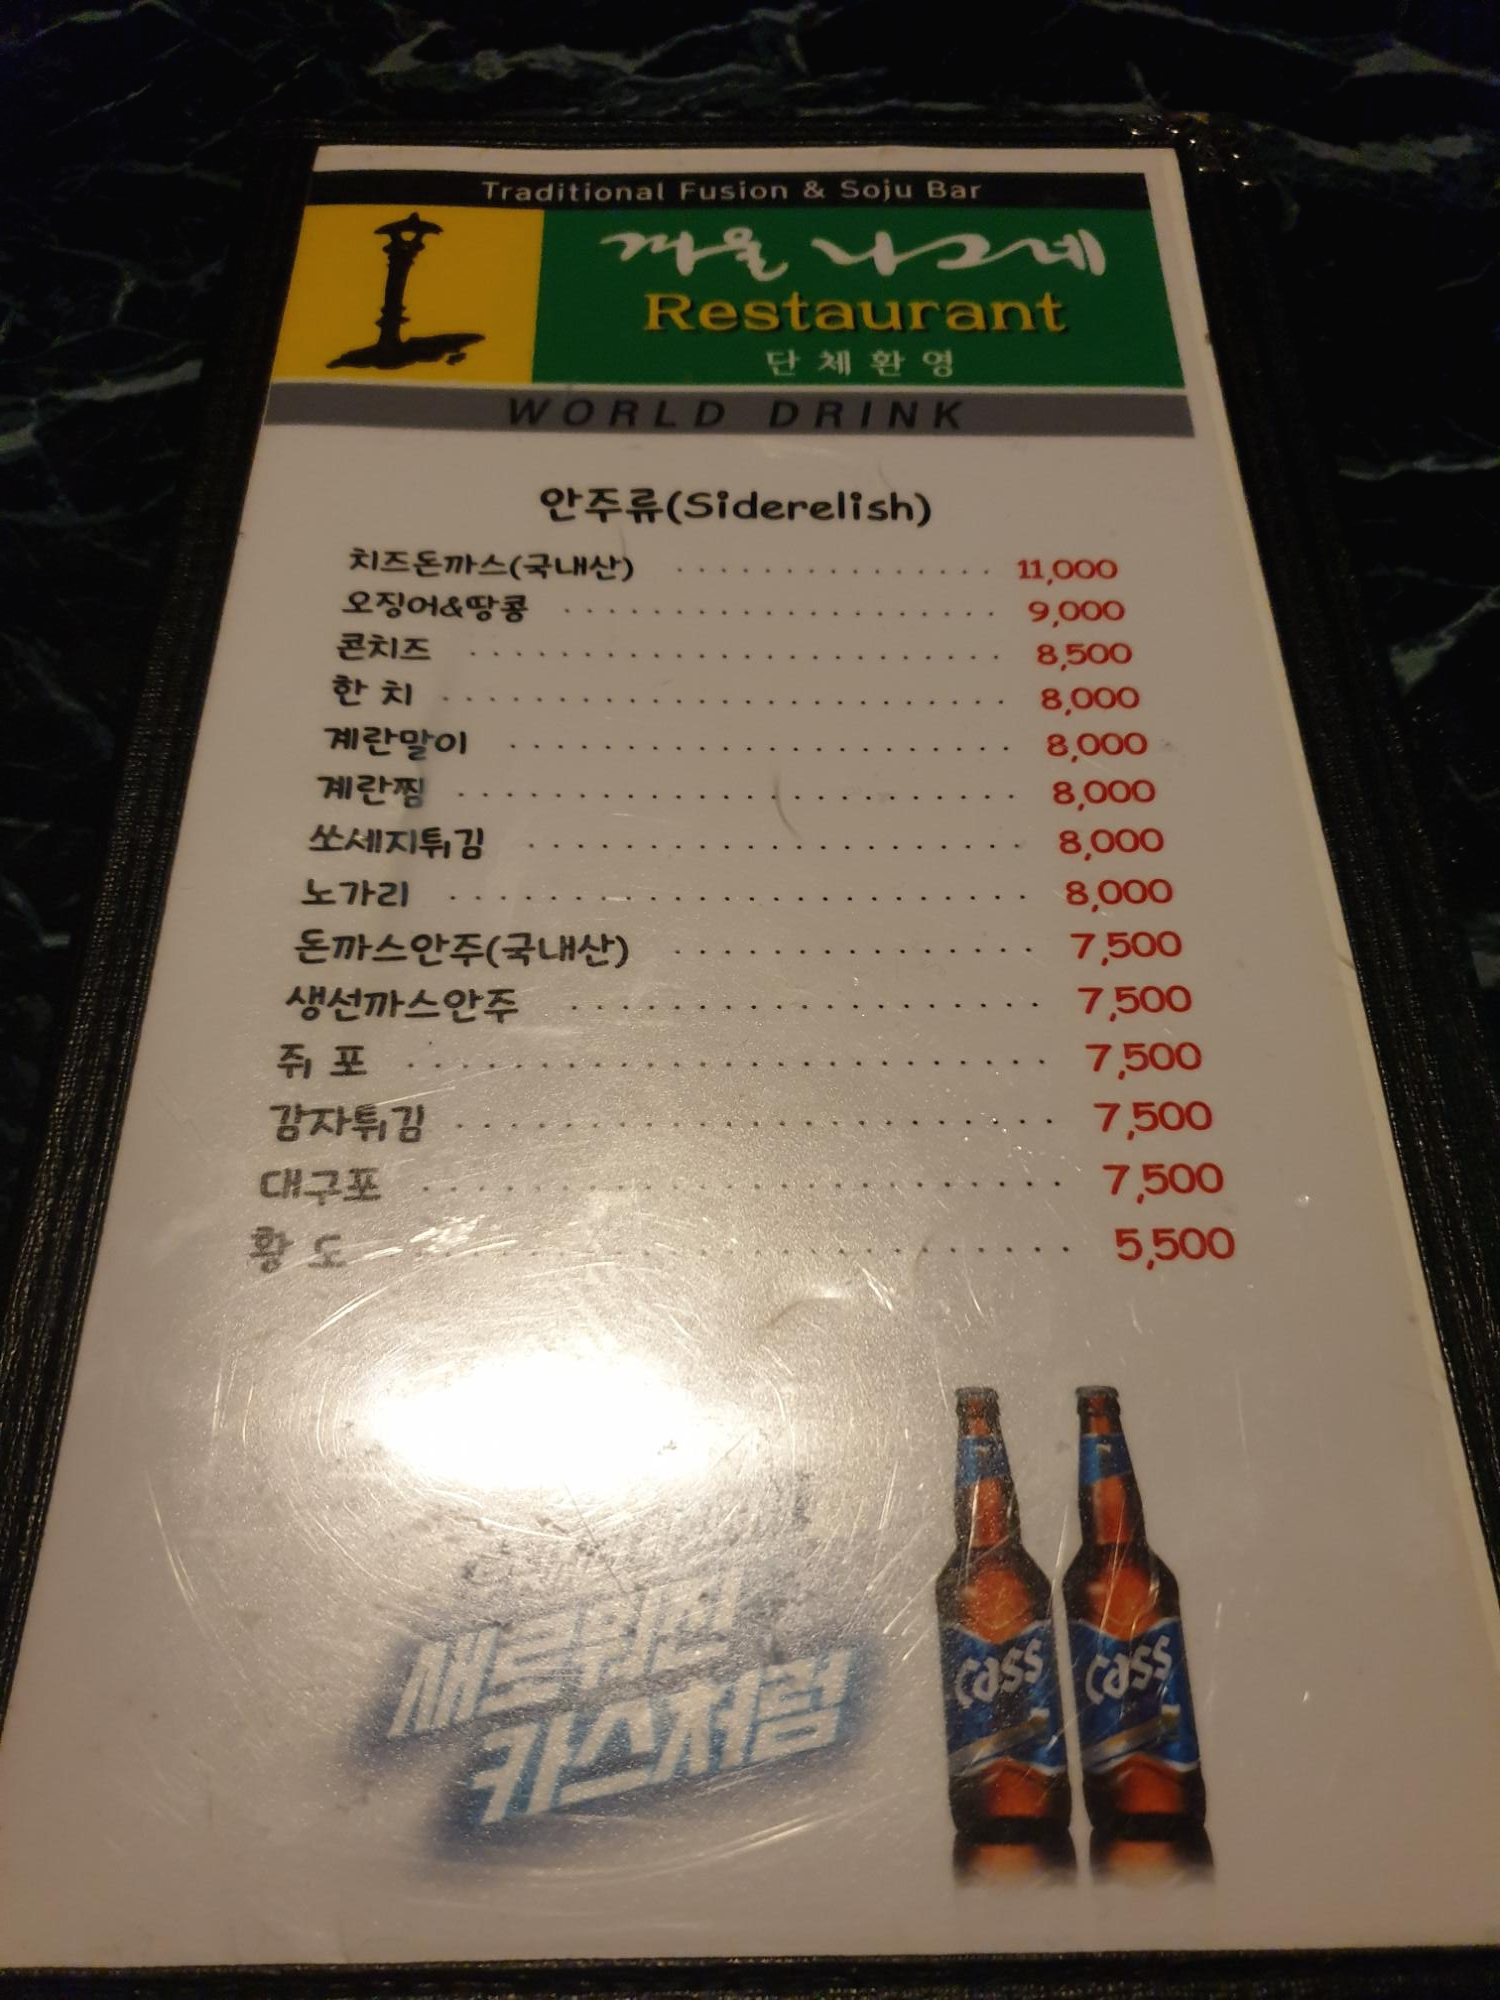 Traditional Fusion & Soju Bar
겨울 나그네
Restaurant
단체환영
WORLD DRINK
안주류(Siderelish)
치즈돈까스(국내산) 11,000
오징어&땅콩 9,000
콘치즈 8,500
한 치 8,000
계란말이 8,000
계란찜 8,000
쏘세지튀김 8,000
노가리 8,000
돈까스안주(국내산) 7,500
생선까스안주 7,500
쥐 포 7,500
감자튀김 7,500
대구포 7,500
황 도 5,500
새로워진
카스처럼
Cass Cass